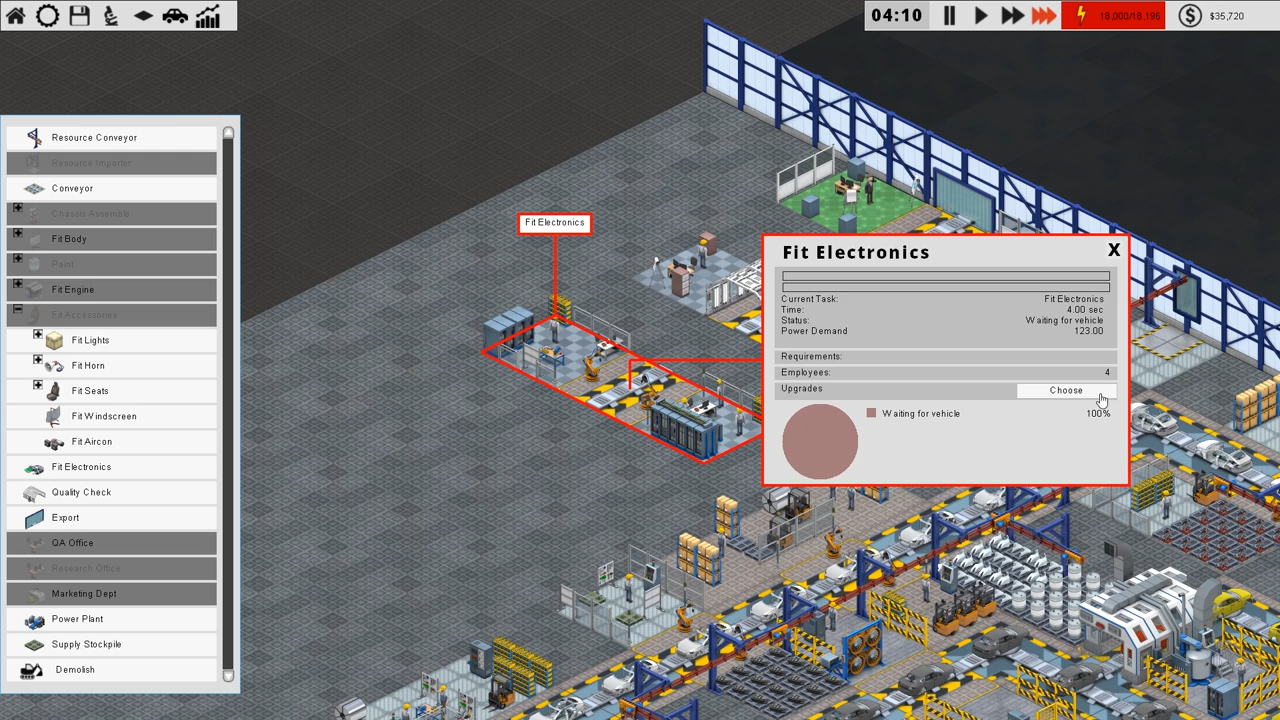 04:10
18,000/18,196
$35,720
Resource Conveyor
Resource Importer
Conveyor
Chassis Assemble
Fit Body
Paint
Fit Engine
Fit Accessories
Fit Lights
Fit Horn
Fit Seats
Fit Windscreen
Fit Aircon
Fit Electronics
Quality Check
Export
QA Office
Research Office
Marketing Dept
Power Plant
Supply Stockpile
Demolish
Fit Electronics
Fit Electronics X
Current Task: Fit Electronics
Time: 4.00 sec
Status: Waiting for vehicle
Power Demand 123.00
Requirements:
Employees: 4
Upgrades Choose
Waiting for vehicle 100%